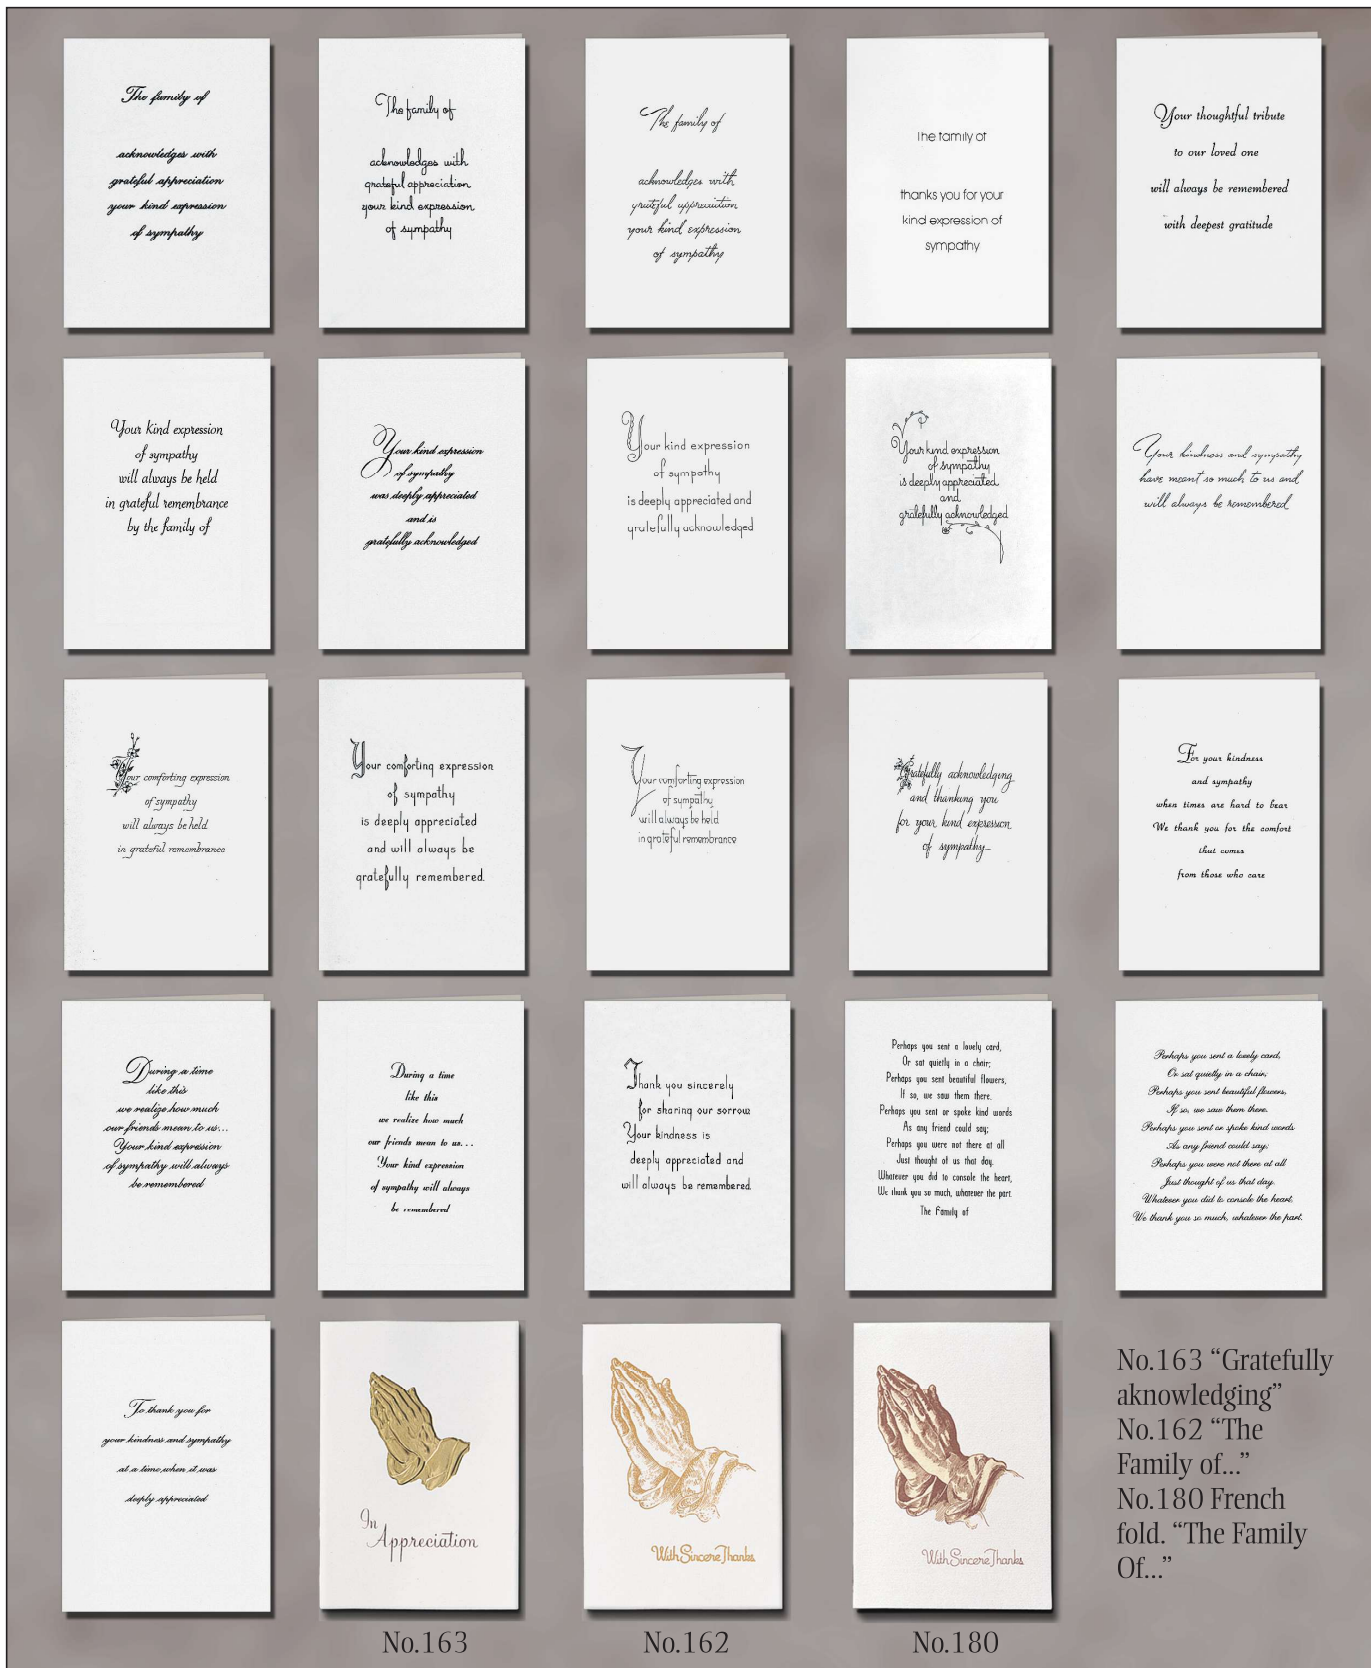 The family of
acknowledges with
grateful appreciation
your kind expression
of sympathy
The family of
acknowledges with
grateful appreciation
your kind expression
of sympathy
The family of
acknowledges with
grateful appreciation
your kind expression
of sympathy
The family of
thanks you for your
kind expression of
sympathy
Your thoughtful tribute
to our loved one
will always be remembered
with deepest gratitude
Your kind expression
of sympathy
will always be held
in grateful remembrance
by the family of
Your kind expression
of sympathy
was deeply appreciated
and is
gratefully acknowledged
Your kind expression
of sympathy
is deeply appreciated and
gratefully acknowledged
Your kind expression
of sympathy
is deeply appreciated
and
gratefully acknowledged
Your kindness and sympathy
have meant so much to us and
will always be remembered
Your comforting expression
of sympathy
will always be held
in grateful remembrance
Your comforting expression
of sympathy
is deeply appreciated
and will always be
gratefully remembered.
Your comforting expression
of sympathy
will always be held
in grateful remembrance
Gratefully acknowledging
and thanking you
for your kind expression
of sympathy
For your kindness
and sympathy
when times are hard to bear
We thank you for the comfort
that comes
from those who care
During a time
like this
we realize how much
our friends mean to us...
Your kind expression
of sympathy will always
be remembered
During a time
like this
we realize how much
our friends mean to us...
Your kind expression
of sympathy will always
be remembered
Thank you sincerely
for sharing our sorrow
Your kindness is
deeply appreciated and
will always be remembered.
Perhaps you sent a lovely card,
Or sat quietly in a chair;
Perhaps you sent beautiful flowers,
If so, we saw them there.
Perhaps you sent or spoke kind words
As any friend could say;
Perhaps you were not there at all
Just thought of us that day.
Whatever you did to console the heart,
We thank you so much, whatever the part.
The Family of
Perhaps you sent a lovely card,
Or sat quietly in a chair;
Perhaps you sent beautiful flowers,
If so, we saw them there.
Perhaps you sent or spoke kind words
As any friend could say;
Perhaps you were not there at all
Just thought of us that day.
Whatever you did to console the heart,
We thank you so much, whatever the part.
To thank you for
your kindness and sympathy
at a time when it was
deeply appreciated
In
Appreciation
No.163
With Sincere Thanks
No.162
With Sincere Thanks
No.180
No.163 “Gratefully
aknowledging”
No.162 “The
Family of...”
No.180 French
fold. “The Family
Of...”